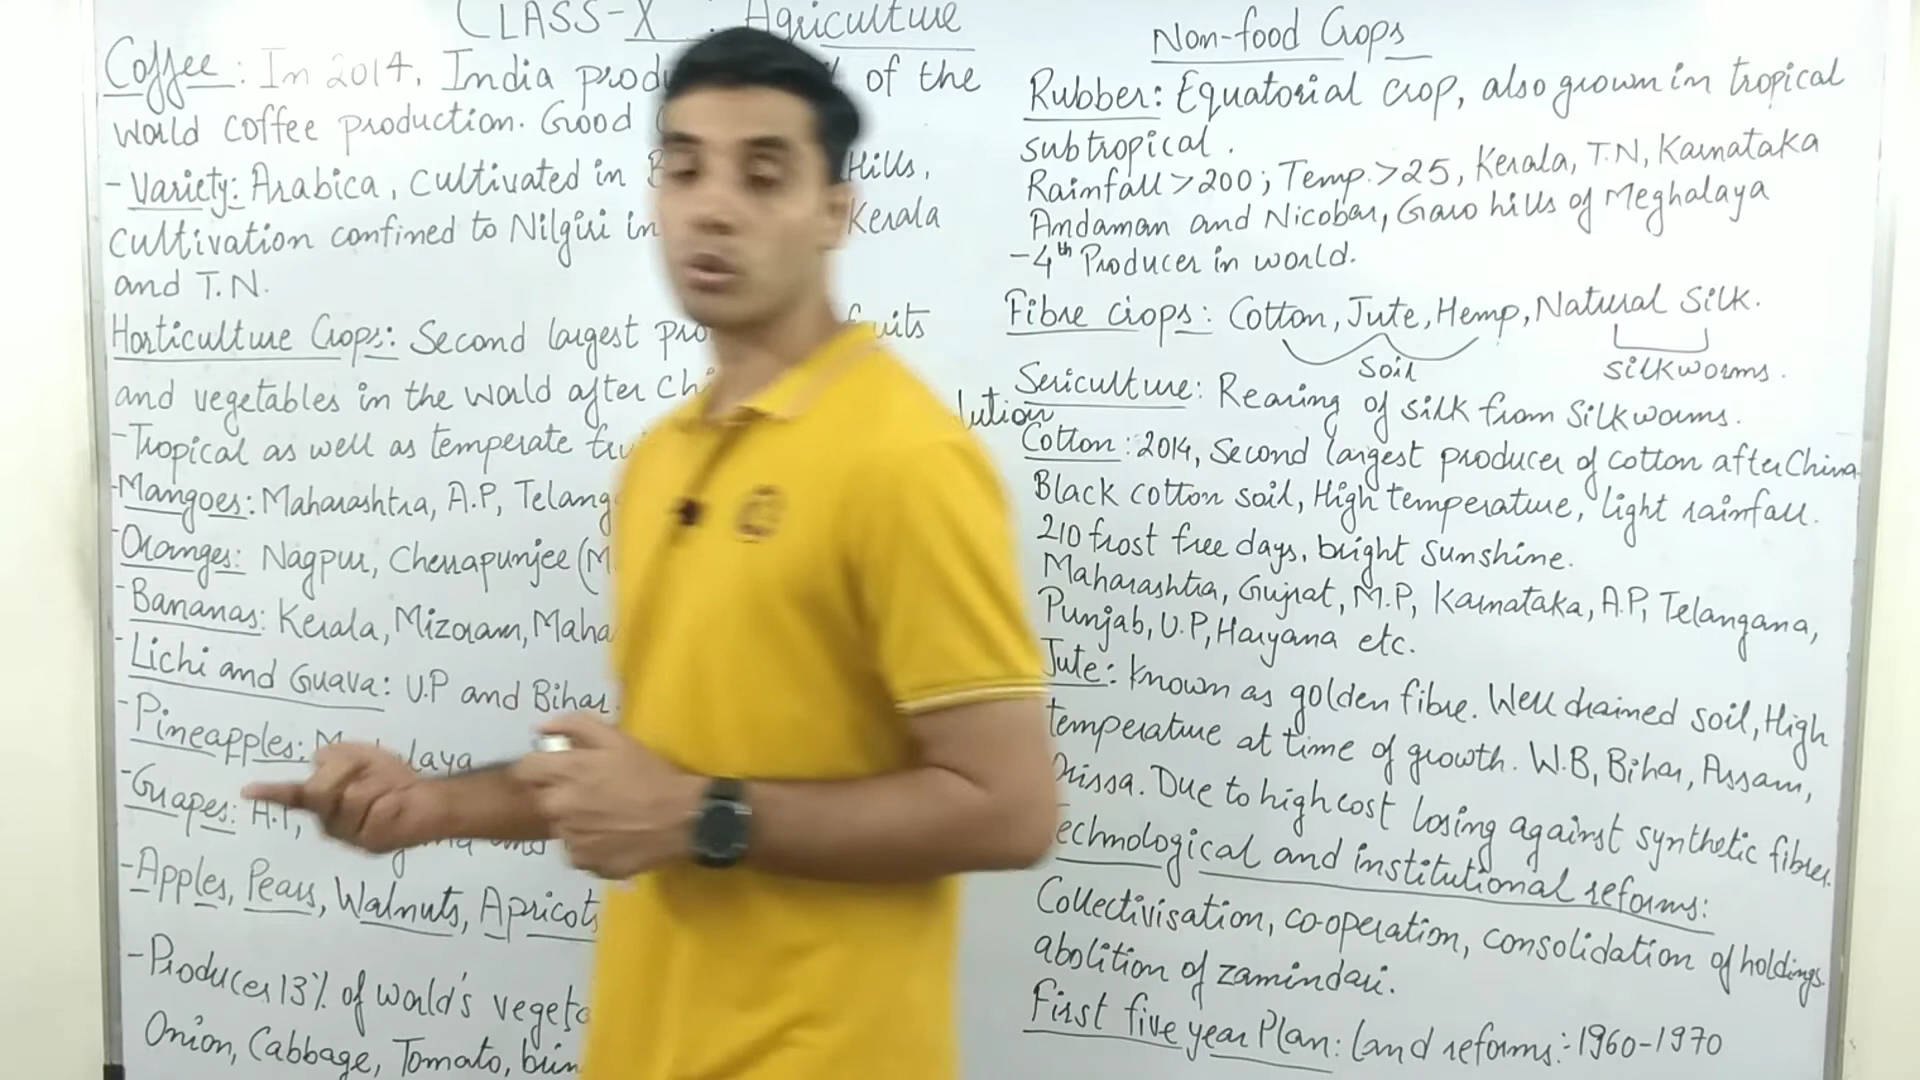 CLASS-X : Agriculture
Coffee: In 2014, India of the
world coffee production. Good
- Variety: Arabica, cultivated in Hills,
cultivation confined to Nilgiri in Kerala
and T.N.
Horticulture Crops: Second largest
and vegetables in the world after
lution
- Tropical as well as temperate
- Mangoes: Maharashtra, A.P,
- Oranges: Nagpur, Cherrapunjee
- Bananas: Kerala, Mizoram,
- Lichi and Guava: U.P and Bihar.
- Pineapples:
- Grapes:
- Apples, Pears, Walnuts, Apricots
- Produces 13% of world's
Onion, Cabbage, Tomato,
Non-food Crops
Rubber: Equatorial crop, also grown in tropical
subtropical.
Rainfall >200; Temp.>25, Kerala, T.N, Karnataka
Andaman and Nicobar, Garo hills of Meghalaya
- 4th Producer in world.
Fibre crops: Cotton, Jute, Hemp, Natural Silk.
Soil silkworms.
Sericulture: Rearing of silk from silkworms.
Cotton: 2014, Second largest producer of cotton after China
Black cotton soil, High temperature, light rainfall.
210 frost free days, bright sunshine.
Maharashtra, Gujrat, M.P, Karnataka, A.P, Telangana,
Punjab, U.P, Haryana etc.
Jute: Known as golden fibre. Well drained soil, High
temperature at time of growth. W.B, Bihar, Assam,
Orissa. Due to high cost losing against synthetic fibres.
echnological and institutional reforms:
Collectivisation, co-operation, consolidation of holdings
abolition of zamindari.
First five year Plan: Land reforms:- 1960-1970